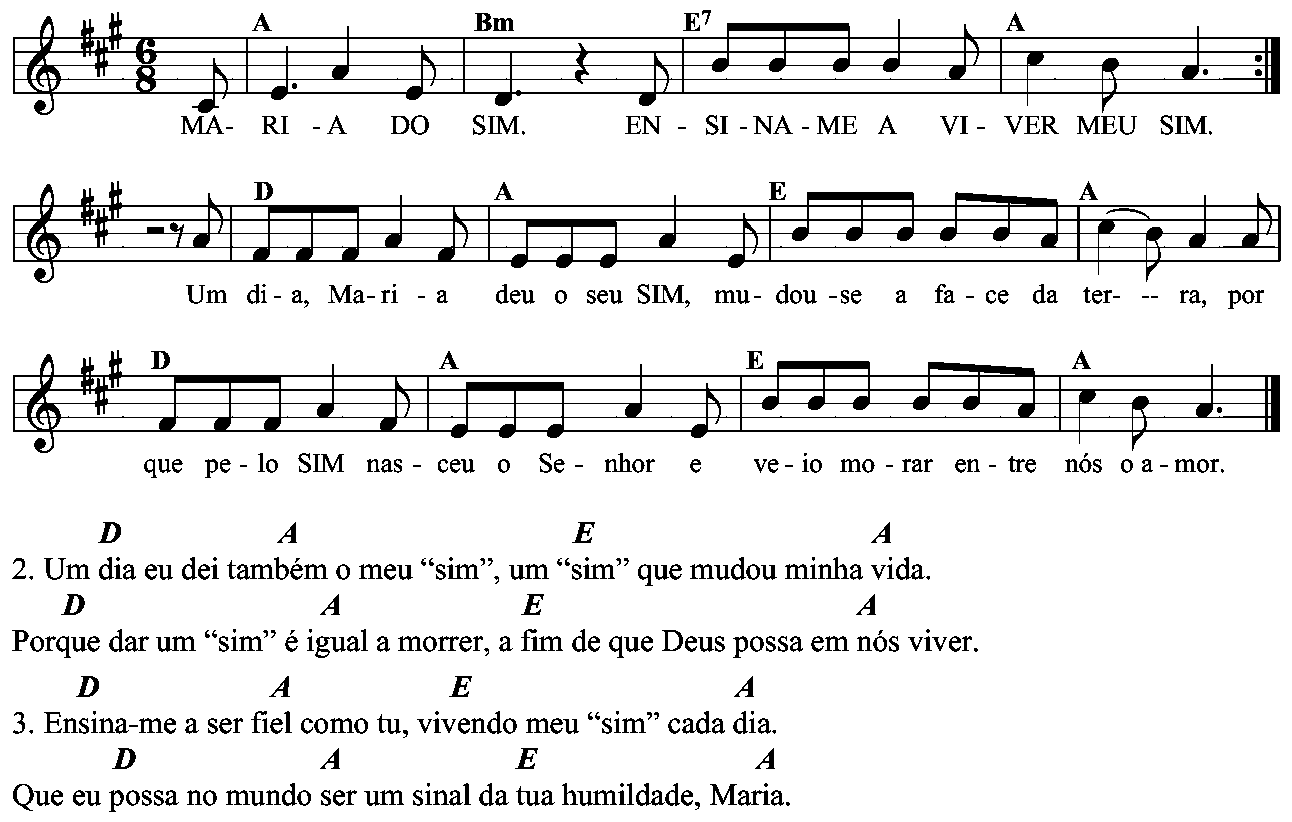 A Bm E7 A
6
8
MA- RI - A DO SIM. EN - SI - NA - ME A VI - VER MEU SIM.
D A E A
Um di - a, Ma - ri - a deu o seu SIM, mu- dou -se a fa - ce da ter- -- ra, por
D A E A
que pe - lo SIM nas - ceu o Se - nhor e ve - io mo - rar en - tre nós o a - mor.
D A E A
2. Um dia eu dei também o meu “sim”, um “sim” que mudou minha vida.
D A E A
Porque dar um “sim” é igual a morrer, a fim de que Deus possa em nós viver.
D A E A
3. Ensina-me a ser fiel como tu, vivendo meu “sim” cada dia.
D A E A
Que eu possa no mundo ser um sinal da tua humildade, Maria.